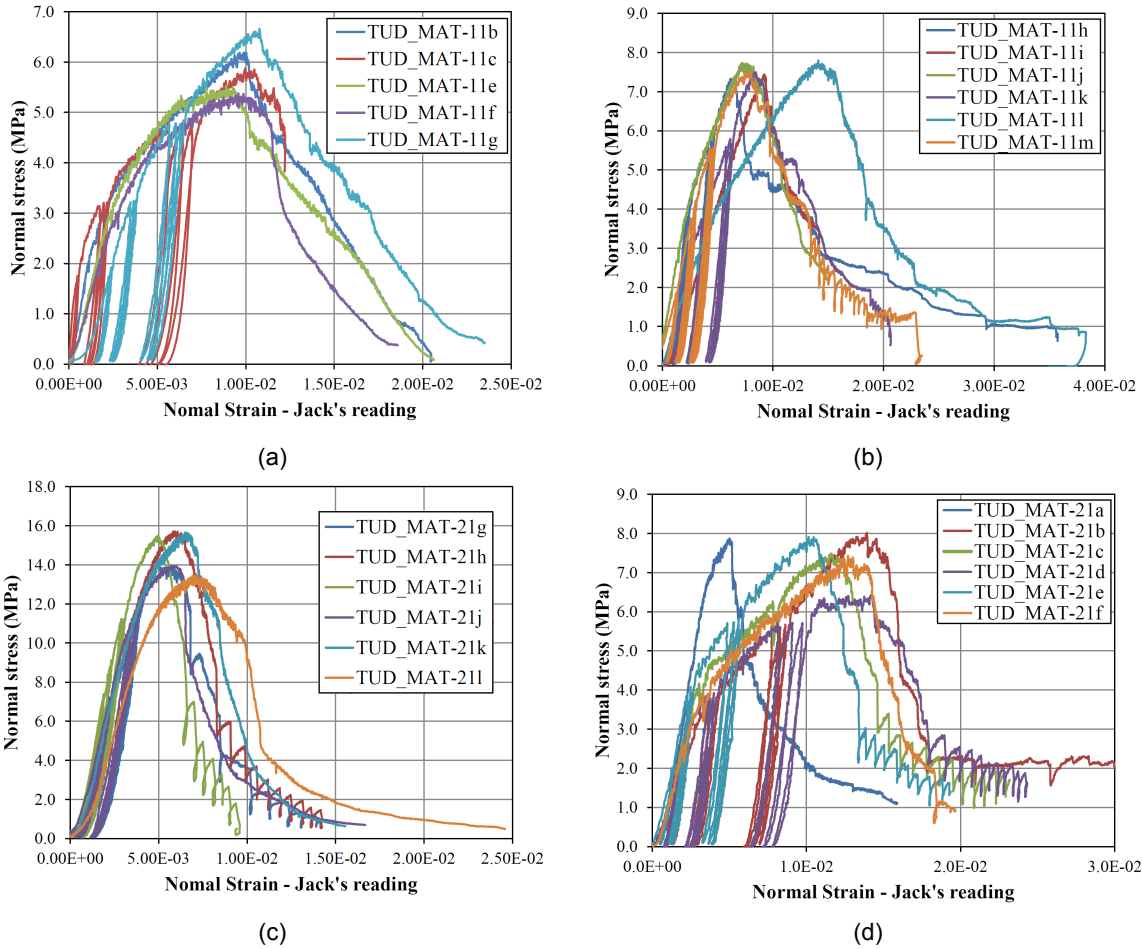 7.0
6.0
5.0
4.0
3.0
2.0
1.0
0.0
Normal stress (MPa)
TUD_MAT-11b
TUD_MAT-11c
TUD_MAT-11e
TUD_MAT-11f
TUD_MAT-11g
0.00E+00 5.00E-03 1.00E-02 1.50E-02 2.00E-02 2.50E-02
Nomal Strain - Jack's reading
(a)
9.0
8.0
7.0
6.0
5.0
4.0
3.0
2.0
1.0
0.0
Normal stress (MPa)
TUD_MAT-11h
TUD_MAT-11i
TUD_MAT-11j
TUD_MAT-11k
TUD_MAT-11l
TUD_MAT-11m
0.00E+00 1.00E-02 2.00E-02 3.00E-02 4.00E-02
Nomal Strain - Jack's reading
(b)
18.0
16.0
14.0
12.0
10.0
8.0
6.0
4.0
2.0
0.0
Normal stress (MPa)
TUD_MAT-21g
TUD_MAT-21h
TUD_MAT-21i
TUD_MAT-21j
TUD_MAT-21k
TUD_MAT-21l
0.00E+00 5.00E-03 1.00E-02 1.50E-02 2.00E-02 2.50E-02
Nomal Strain - Jack's reading
(c)
9.0
8.0
7.0
6.0
5.0
4.0
3.0
2.0
1.0
0.0
Normal stress (MPa)
TUD_MAT-21a
TUD_MAT-21b
TUD_MAT-21c
TUD_MAT-21d
TUD_MAT-21e
TUD_MAT-21f
0.0E+00 1.0E-02 2.0E-02 3.0E-02
Normal Strain - Jack's reading
(d)